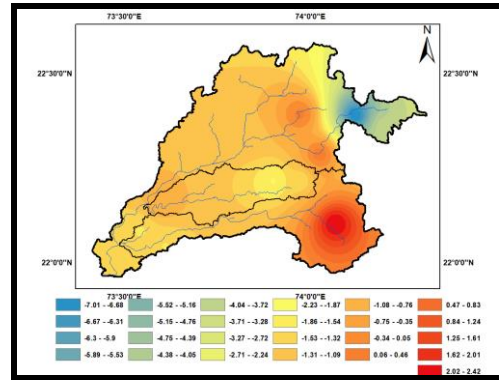 73°30'0"E 74°0'0"E
N
22°30'0"N 22°30'0"N
22°0'0"N 22°0'0"N
73°30'0"E 74°0'0"E
-7.01 - -6.68 -5.52 - -5.16 -4.04 - -3.72 -2.23 - -1.87 -1.08 - -0.76 0.47 - 0.83
-6.67 - -6.31 -5.15 - -4.76 -3.71 - -3.28 -1.86 - -1.54 -0.75 - -0.35 0.84 - 1.24
-6.3 - -5.9 -4.75 - -4.39 -3.27 - -2.72 -1.53 - -1.32 -0.34 - 0.05 1.25 - 1.61
-5.89 - -5.53 -4.38 - -4.05 -2.71 - -2.24 -1.31 - -1.09 0.06 - 0.46 1.62 - 2.01
2.02 - 2.42